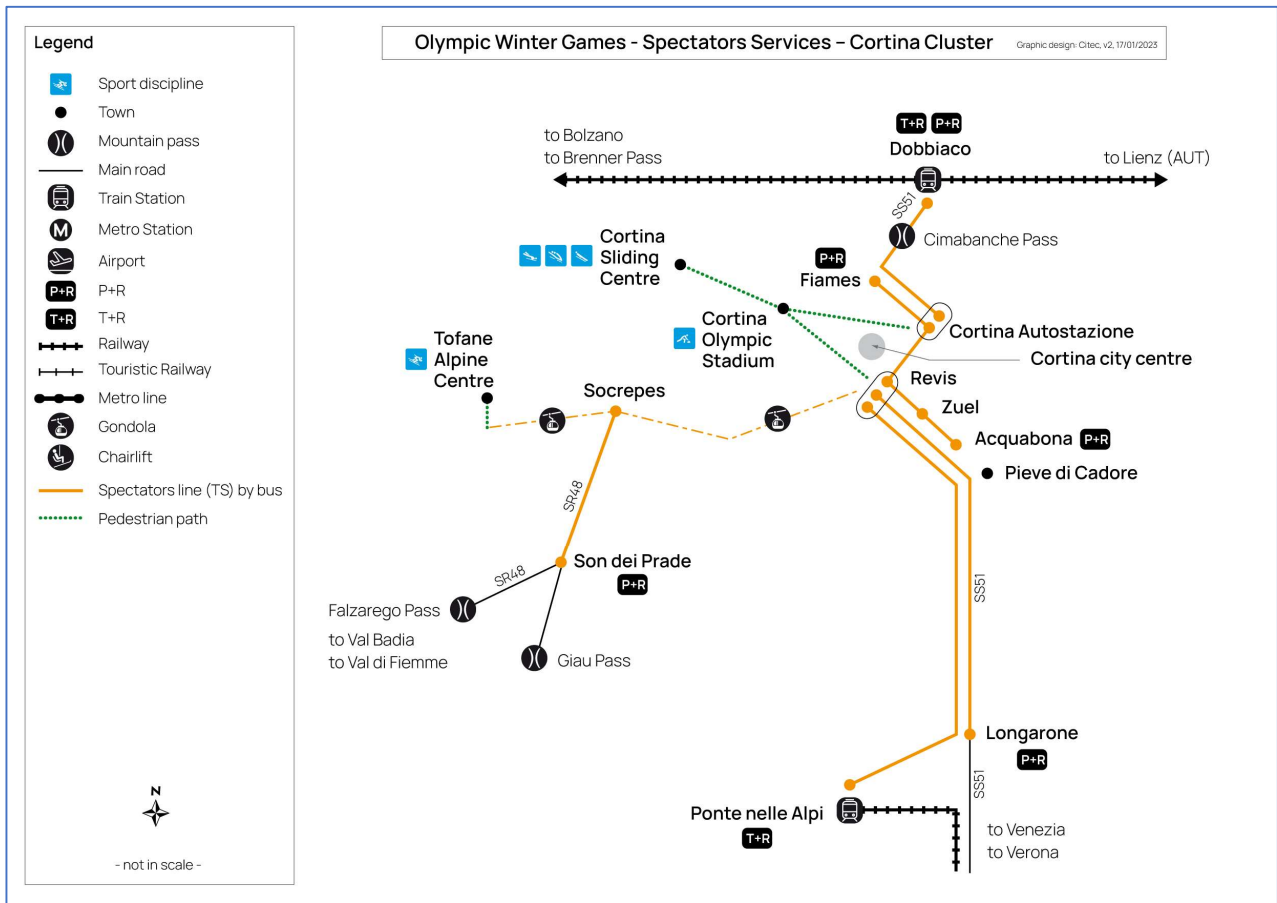 Olympic Winter Games - Spectators Services – Cortina Cluster
Graphic design: Citec, v2, 17/01/2023
Legend
Sport discipline
Town
Mountain pass
Main road
Train Station
M
Metro Station
Airport
P+R
P+R
T+R
T+R
Railway
Touristic Railway
Metro line
Gondola
Chairlift
Spectators line (TS) by bus
Pedestrian path
N
- not in scale -
T+R P+R
Dobbiaco
to Bolzano
to Brenner Pass
to Lienz (AUT)
SS51
Cimabanche Pass
P+R
Fiames
Cortina
Sliding
Centre
Cortina
Olympic
Stadium
Cortina Autostazione
Cortina city centre
Tofane
Alpine
Centre
Socrepes
Revis
Zuel
Acquabona P+R
Pieve di Cadore
SR48
Son dei Prade
P+R
SR48
Falzarego Pass
to Val Badia
to Val di Fiemme
Giau Pass
SS51
Longarone
P+R
SS51
Ponte nelle Alpi
T+R
to Venezia
to Verona